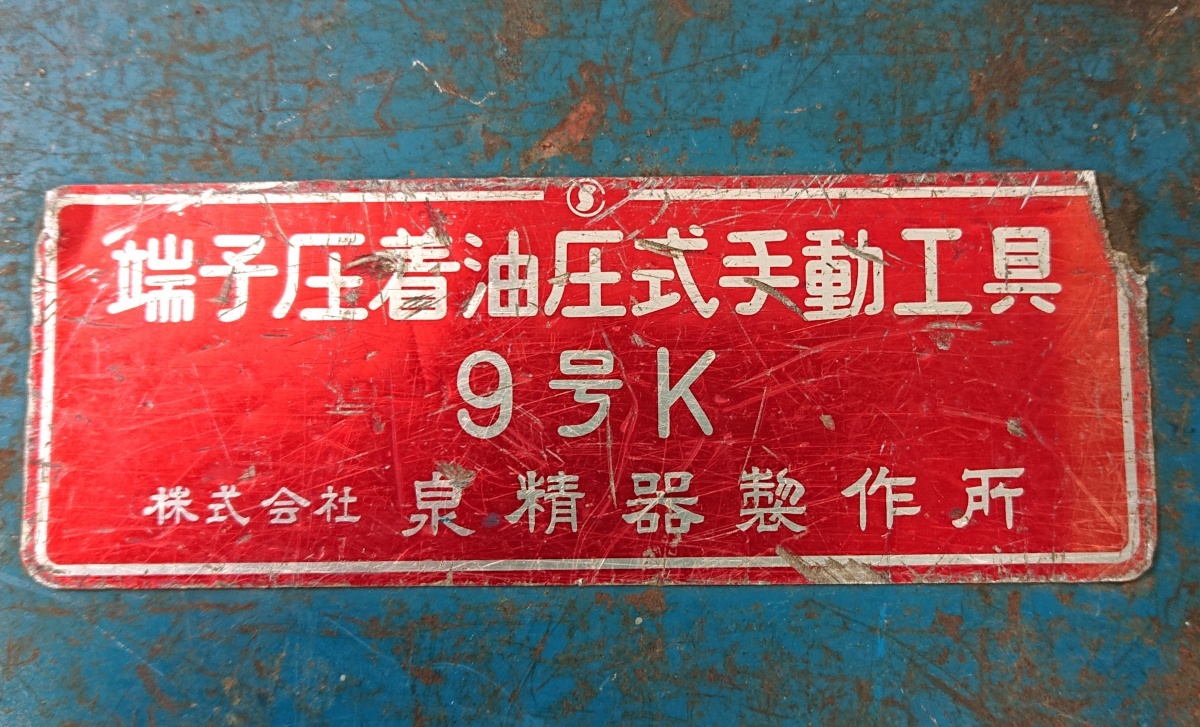 端子圧着油圧式手動工具
9号K
株式会社 泉精器製作所